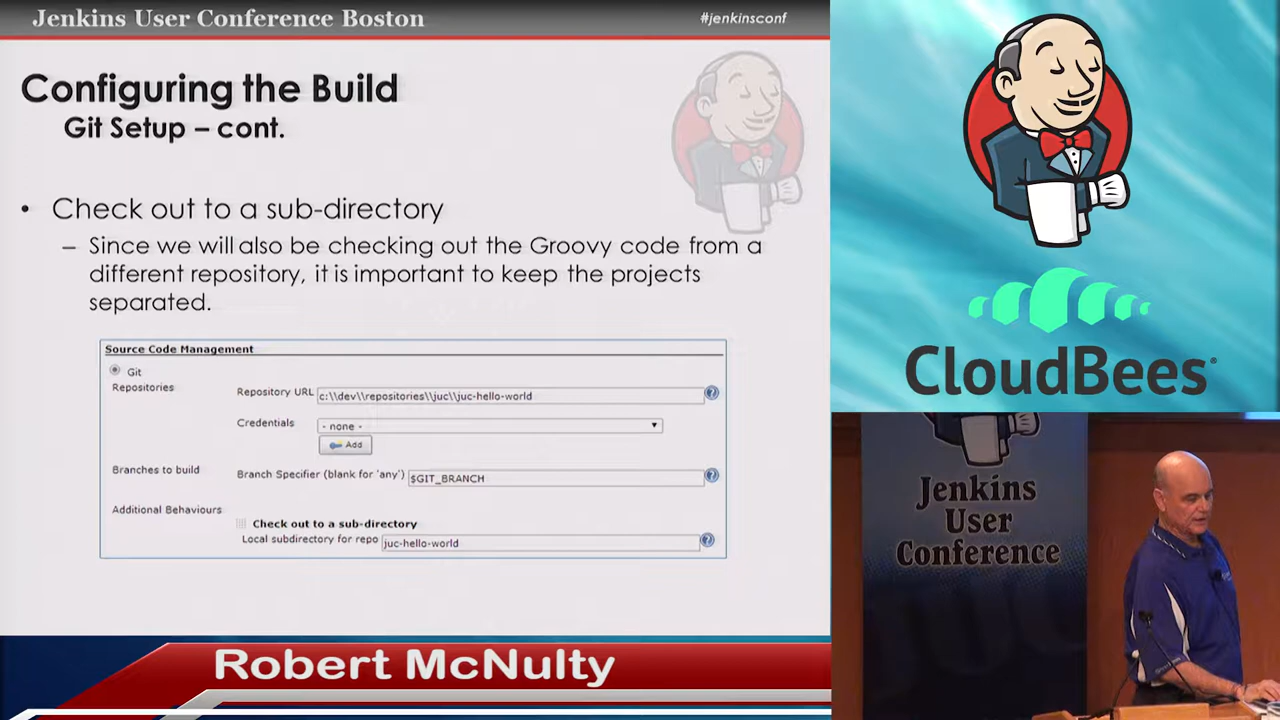 Jenkins User Conference Boston
#jenkinsconf
Configuring the Build
Git Setup – cont.
• Check out to a sub-directory
– Since we will also be checking out the Groovy code from a
different repository, it is important to keep the projects
separated.
Source Code Management
Git
Repositories
Repository URL c:\\dev\\repositories\\juc\\juc-hello-world
Credentials - none -
Add
Branches to build
Branch Specifier (blank for 'any') $GIT_BRANCH
Additional Behaviours
Check out to a sub-directory
Local subdirectory for repo juc-hello-world
Robert McNulty
CloudBees
Jenkins
User
Conference